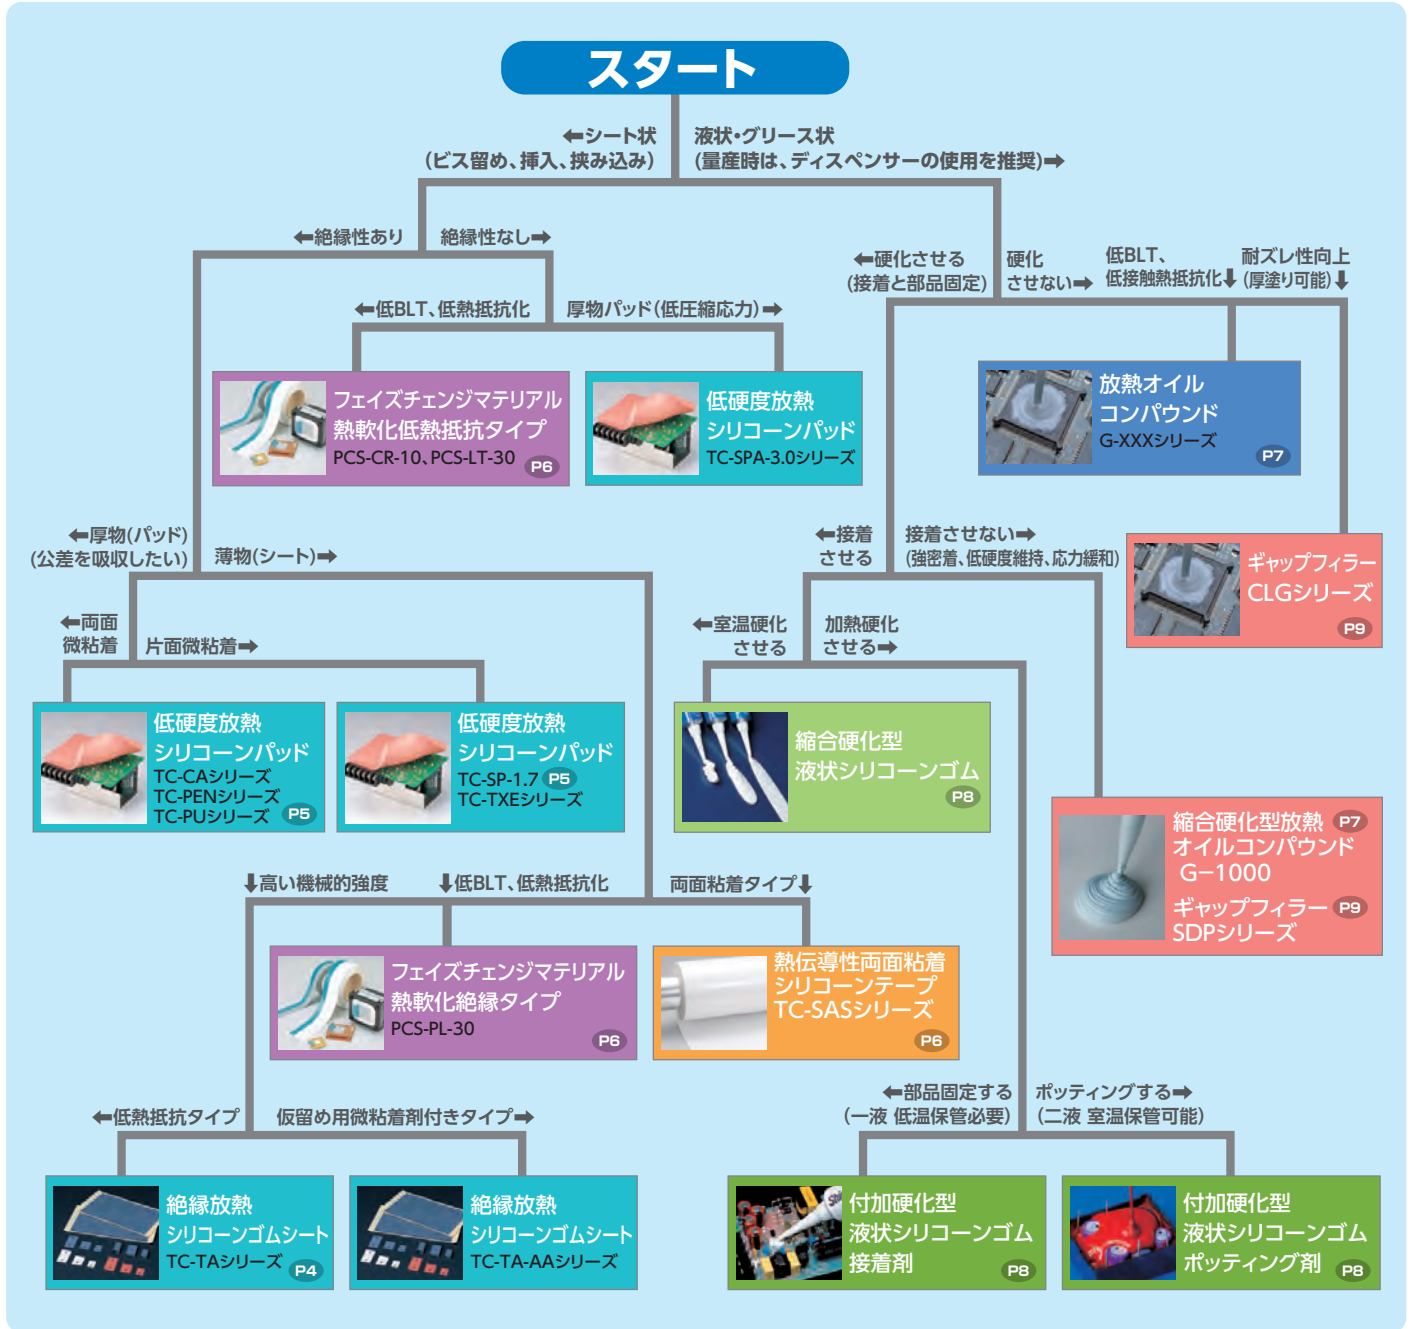 スタート
←シート状
(ビス留め、挿入、挟み込み)
液状・グリース状
(量産時は、ディスペンサーの使用を推奨)→
←絶縁性あり
絶縁性なし→
←硬化させる
(接着と部品固定)
硬化
させない→
低BLT、
低接触熱抵抗化↓
耐ズレ性向上
(厚塗り可能)↓
←低BLT、低熱抵抗化
厚物パッド(低圧縮応力)→
フェイズチェンジマテリアル
熱軟化低熱抵抗タイプ
PCS-CR-10、PCS-LT-30
P6
低硬度放熱
シリコーンパッド
TC-SPA-3.0シリーズ
放熱オイル
コンパウンド
G-XXXシリーズ
P7
←厚物(パッド)
(公差を吸収したい)
薄物(シート)→
←接着
させる
接着させない→
(強密着、低硬度維持、応力緩和)
ギャップフィラー
CLGシリーズ
P9
←両面
微粘着
片面微粘着→
←室温硬化
させる
加熱硬化
させる→
低硬度放熱
シリコーンパッド
TC-CAシリーズ
TC-PENシリーズ
TC-PUシリーズ P5
低硬度放熱
シリコーンパッド
TC-SP-1.7 P5
TC-TXEシリーズ
縮合硬化型
液状シリコーンゴム
P8
縮合硬化型放熱 P7
オイルコンパウンド
G−1000
ギャップフィラー P9
SDPシリーズ
↓高い機械的強度
↓低BLT、低熱抵抗化
両面粘着タイプ↓
フェイズチェンジマテリアル
熱軟化絶縁タイプ
PCS-PL-30
P6
熱伝導性両面粘着
シリコーンテープ
TC-SASシリーズ
P6
←低熱抵抗タイプ
仮留め用微粘着剤付きタイプ→
←部品固定する
(一液 低温保管必要)
ポッティングする→
(二液 室温保管可能)
絶縁放熱
シリコーンゴムシート
TC-TAシリーズ P4
絶縁放熱
シリコーンゴムシート
TC-TA-AAシリーズ
付加硬化型
液状シリコーンゴム
接着剤
P8
付加硬化型
液状シリコーンゴム
ポッティング剤 P8